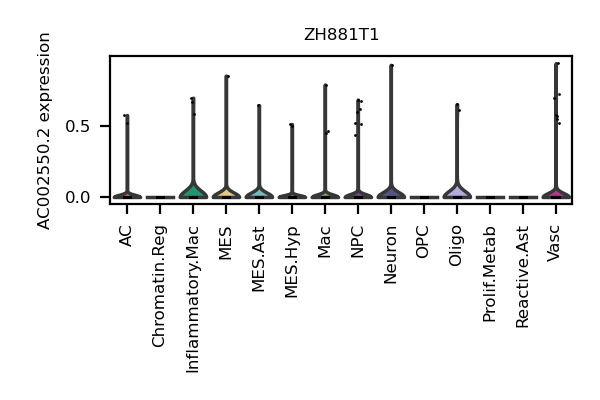 ZH881T1
AC002550.2 expression
0.5
0.0
AC
Chromatin.Reg
Inflammatory.Mac
MES
MES.Ast
MES.Hyp
Mac
NPC
Neuron
OPC
Oligo
Prolif.Metab
Reactive.Ast
Vasc